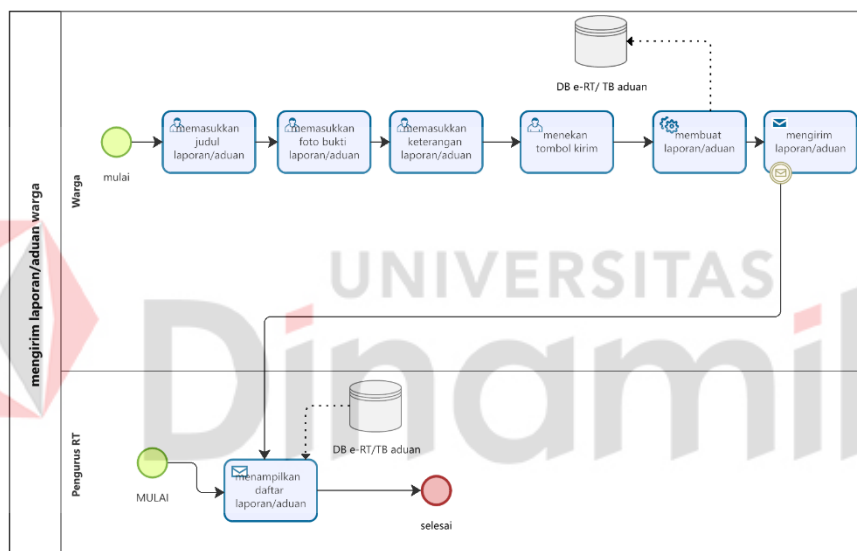 mengirim laporan/aduan warga
Warga
mulai
memasukkan
judul
laporan/aduan
memasukkan
foto bukti
laporan/aduan
memasukkan
keterangan
laporan/aduan
menekan
tombol kirim
membuat
laporan/aduan
mengirim
laporan/aduan
DB e-RT/ TB aduan
UNIVERSITAS
Dinamik
Pengurus RT
MULAI
menampilkan
daftar
laporan/aduan
DB e-RT/TB aduan
selesai